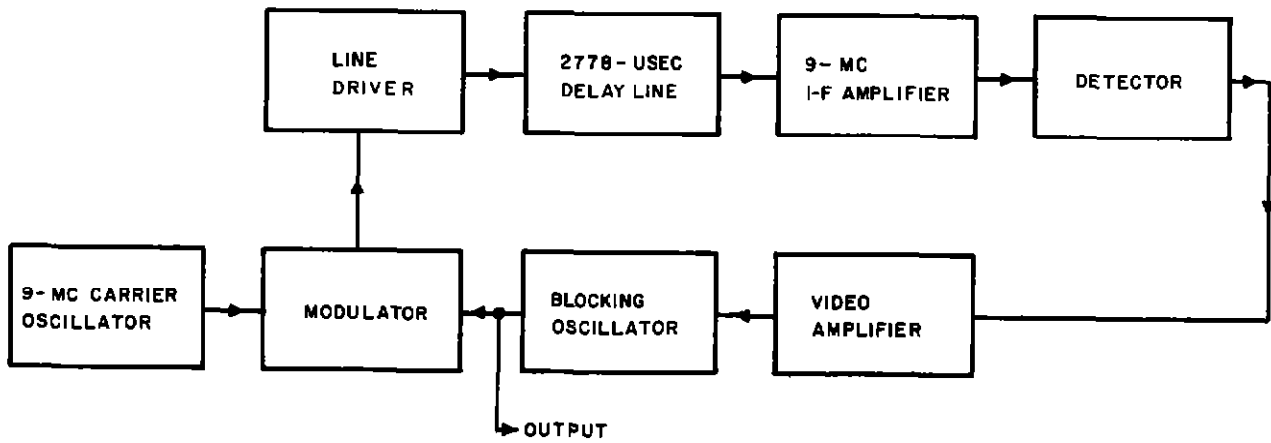 LINE
DRIVER
2778-USEC
DELAY LINE
9-MC
I-F AMPLIFIER
DETECTOR
9-MC CARRIER
OSCILLATOR
MODULATOR
BLOCKING
OSCILLATOR
VIDEO
AMPLIFIER
OUTPUT